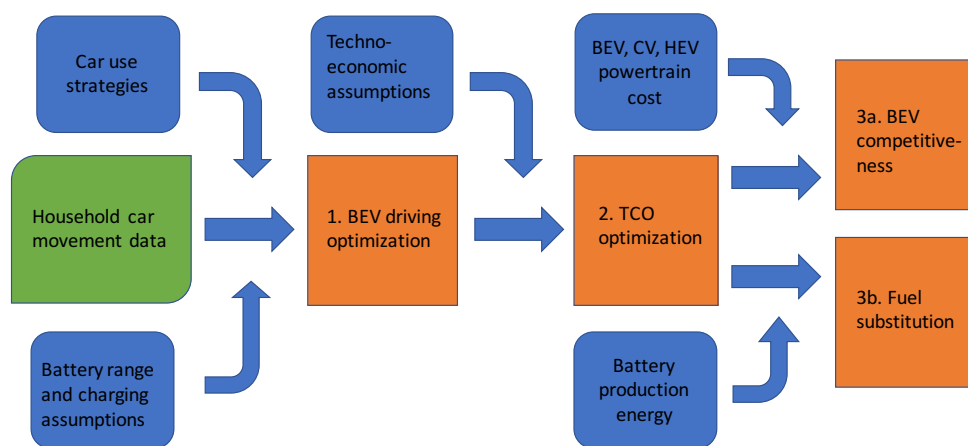 Car use
strategies
Techno-
economic
assumptions
BEV, CV, HEV
powertrain
cost
3a. BEV
competitive-
ness
Household car
movement data
1. BEV driving
optimization
2. TCO
optimization
3b. Fuel
substitution
Battery range
and charging
assumptions
Battery
production
energy